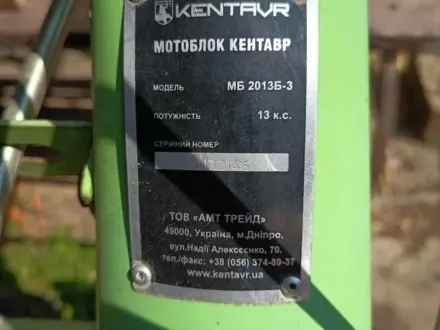 KENTAVR
МОТОБЛОК КЕНТАВР
МОДЕЛЬ МБ 2013Б-3
ПОТУЖНІСТЬ 13 к.с.
СЕРІЙНИЙ НОМЕР
ТОВ «АМТ ТРЕЙД»
49000, Україна, м.Дніпро,
вул.Надії Алексєєнко, 70.
тел./факс: +38 (056) 374-89-37
www.kentavr.ua